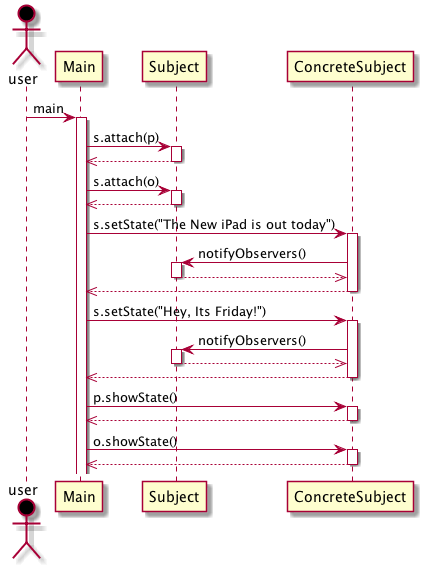 user
Main
Subject
ConcreteSubject
main
s.attach(p)
s.attach(o)
s.setState("The New iPad is out today")
notifyObservers()
s.setState("Hey, Its Friday!")
notifyObservers()
p.showState()
o.showState()
user
Main
Subject
ConcreteSubject